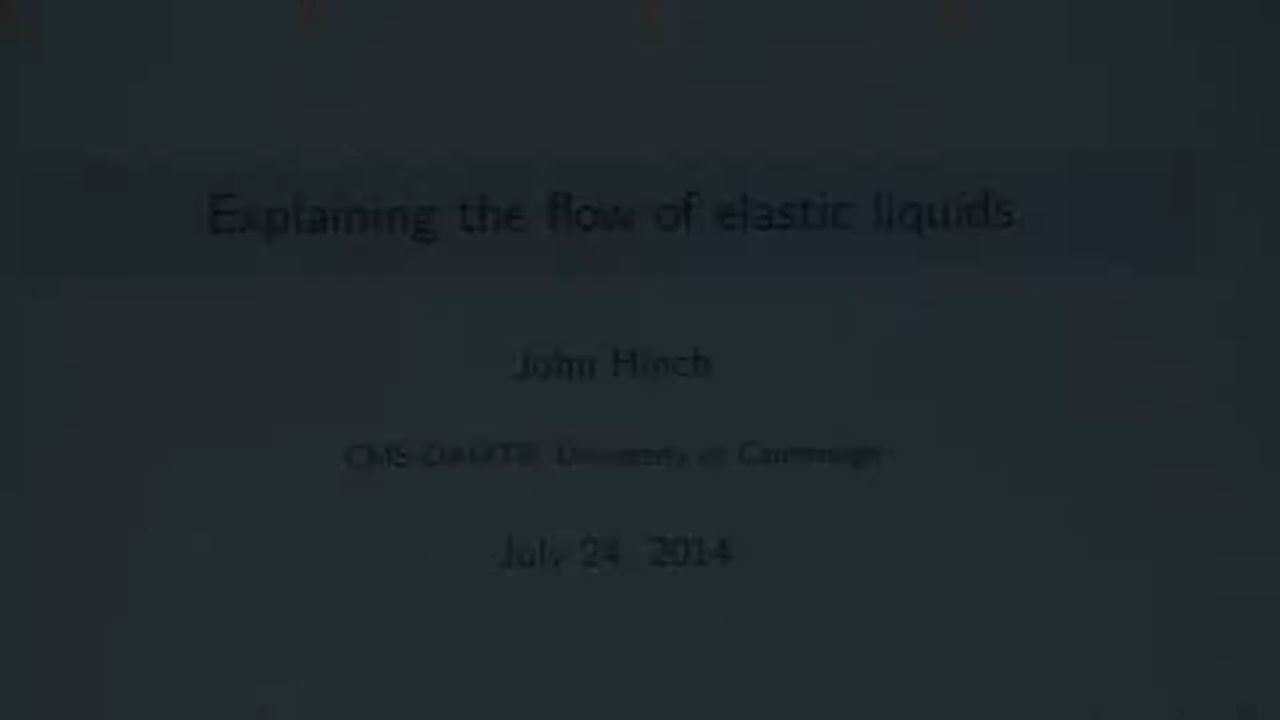 Explaining the flow of elastic liquids
John Hinch
CMS-DAMTP, University of Cambridge
July 24, 2014